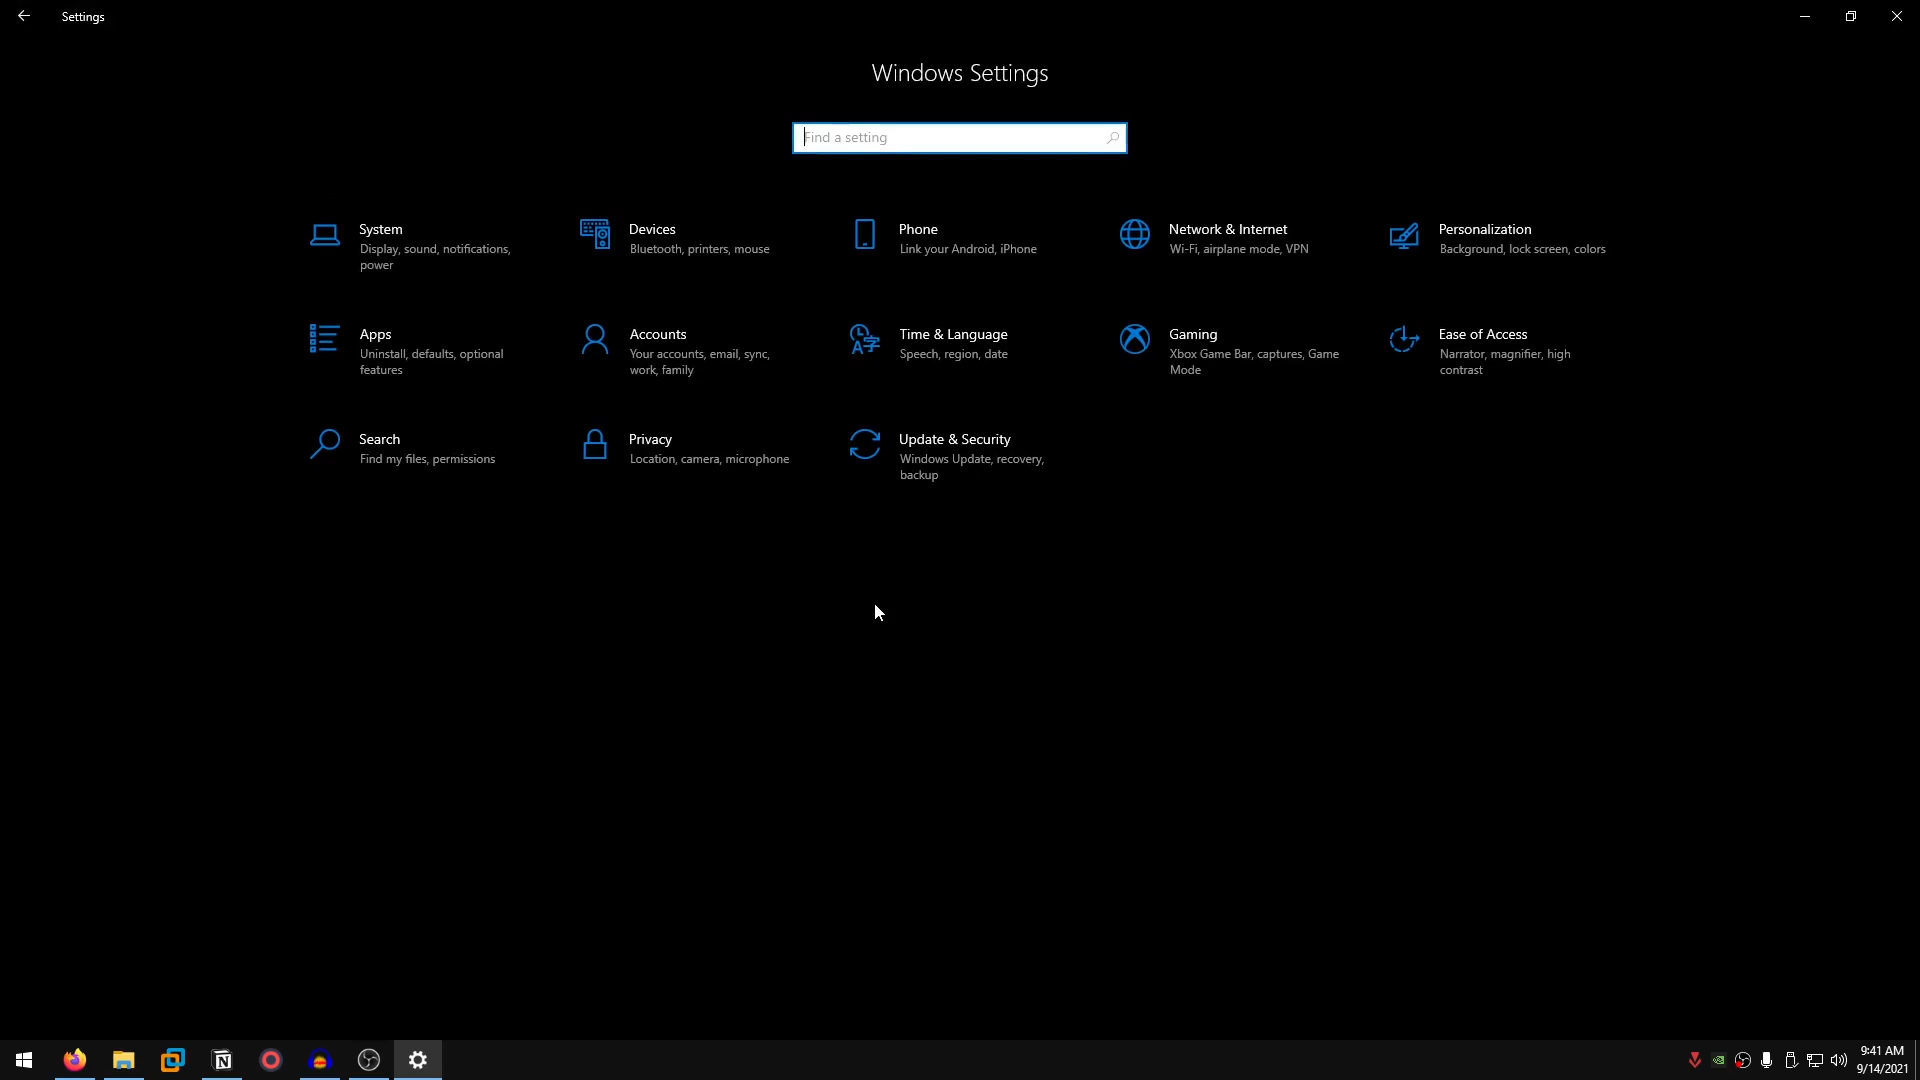 Settings
Windows Settings
Find a setting
System
Display, sound, notifications,
power
Devices
Bluetooth, printers, mouse
Phone
Link your Android, iPhone
Network & Internet
Wi-Fi, airplane mode, VPN
Personalization
Background, lock screen, colors
Apps
Uninstall, defaults, optional
features
Accounts
Your accounts, email, sync,
work, family
Time & Language
Speech, region, date
Gaming
Xbox Game Bar, captures, Game
Mode
Ease of Access
Narrator, magnifier, high
contrast
Search
Find my files, permissions
Privacy
Location, camera, microphone
Update & Security
Windows Update, recovery,
backup
9:41 AM
9/14/2021